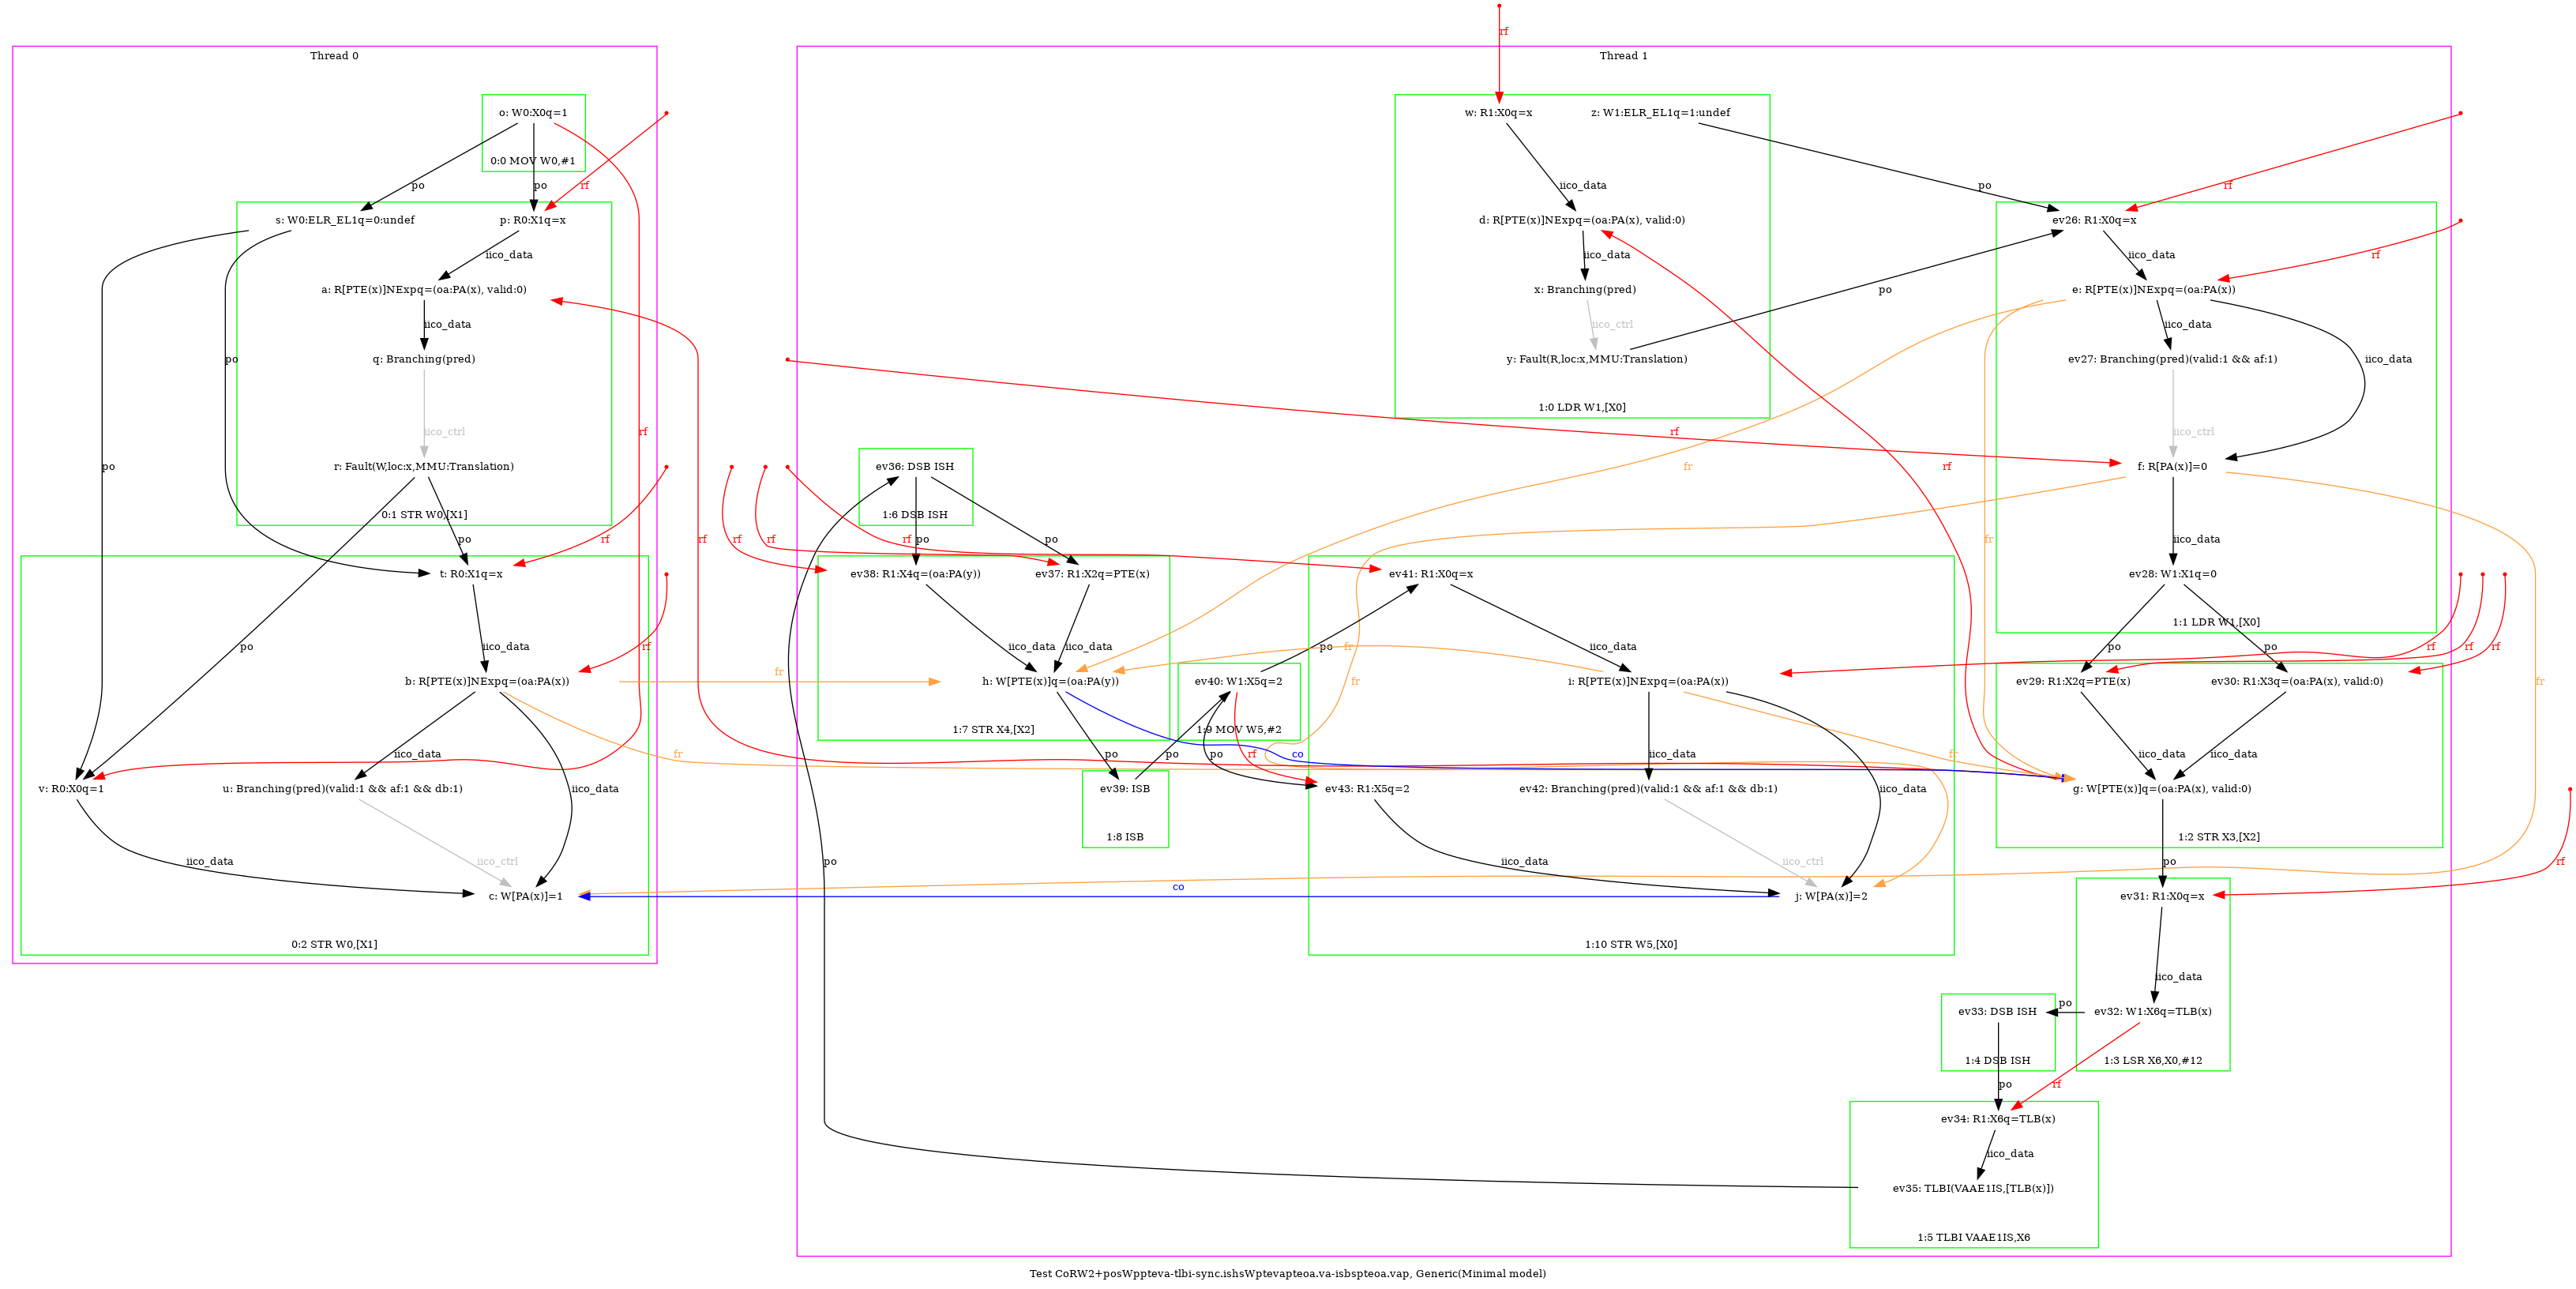 rf
Thread 0
Thread 1
o: W0:X0q=1
w: R1:X0q=x
z: W1:ELR_EL1q=1:undef
0:0 MOV W0,#1
iico_data
po
po
rf
po
rf
s: W0:ELR_EL1q=0:undef
p: R0:X1q=x
d: R[PTE(x)]NExpq=(oa:PA(x), valid:0)
ev26: R1:X0q=x
iico_data
iico_data
iico_data
rf
a: R[PTE(x)]NExpq=(oa:PA(x), valid:0)
x: Branching(pred)
po
e: R[PTE(x)]NExpq=(oa:PA(x))
iico_data
iico_ctrl
iico_data
po
q: Branching(pred)
y: Fault(R,loc:x,MMU:Translation)
ev27: Branching(pred)(valid:1 && af:1)
iico_data
1:0 LDR W1,[X0]
iico_ctrl
rf
rf
iico_ctrl
po
r: Fault(W,loc:x,MMU:Translation)
ev36: DSB ISH
fr
rf
f: R[PA(x)]=0
0:1 STR W0,[X1]
1:6 DSB ISH
po
rf
rf
rf
rf
rf
po
po
fr
iico_data
t: R0:X1q=x
ev38: R1:X4q=(oa:PA(y))
ev37: R1:X2q=PTE(x)
ev41: R1:X0q=x
ev28: W1:X1q=0
1:1 LDR W1,[X0]
po
iico_data
rf
iico_data
iico_data
po
fr
iico_data
po
po
rf
rf
rf
b: R[PTE(x)]NExpq=(oa:PA(x))
fr
h: W[PTE(x)]q=(oa:PA(y))
ev40: W1:X5q=2
fr
i: R[PTE(x)]NExpq=(oa:PA(x))
ev29: R1:X2q=PTE(x)
ev30: R1:X3q=(oa:PA(x), valid:0)
fr
1:7 STR X4,[X2]
1:9 MOV W5,#2
iico_data
fr
po
po
po
rf
co
iico_data
fr
iico_data
iico_data
v: R0:X0q=1
u: Branching(pred)(valid:1 && af:1 && db:1)
iico_data
ev39: ISB
ev43: R1:X5q=2
ev42: Branching(pred)(valid:1 && af:1 && db:1)
iico_data
g: W[PTE(x)]q=(oa:PA(x), valid:0)
1:8 ISB
1:2 STR X3,[X2]
iico_data
iico_ctrl
po
iico_data
iico_ctrl
po
rf
co
c: W[PA(x)]=1
j: W[PA(x)]=2
ev31: R1:X0q=x
0:2 STR W0,[X1]
1:10 STR W5,[X0]
iico_data
po
ev33: DSB ISH
ev32: W1:X6q=TLB(x)
1:4 DSB ISH
1:3 LSR X6,X0,#12
po
rf
ev34: R1:X6q=TLB(x)
iico_data
ev35: TLBI(VAAE1IS,[TLB(x)])
1:5 TLBI VAAE1IS,X6
Test CoRW2+posWppteva-tlbi-sync.ishsWptevapteoa.va-isbspteoa.vap, Generic(Minimal model)